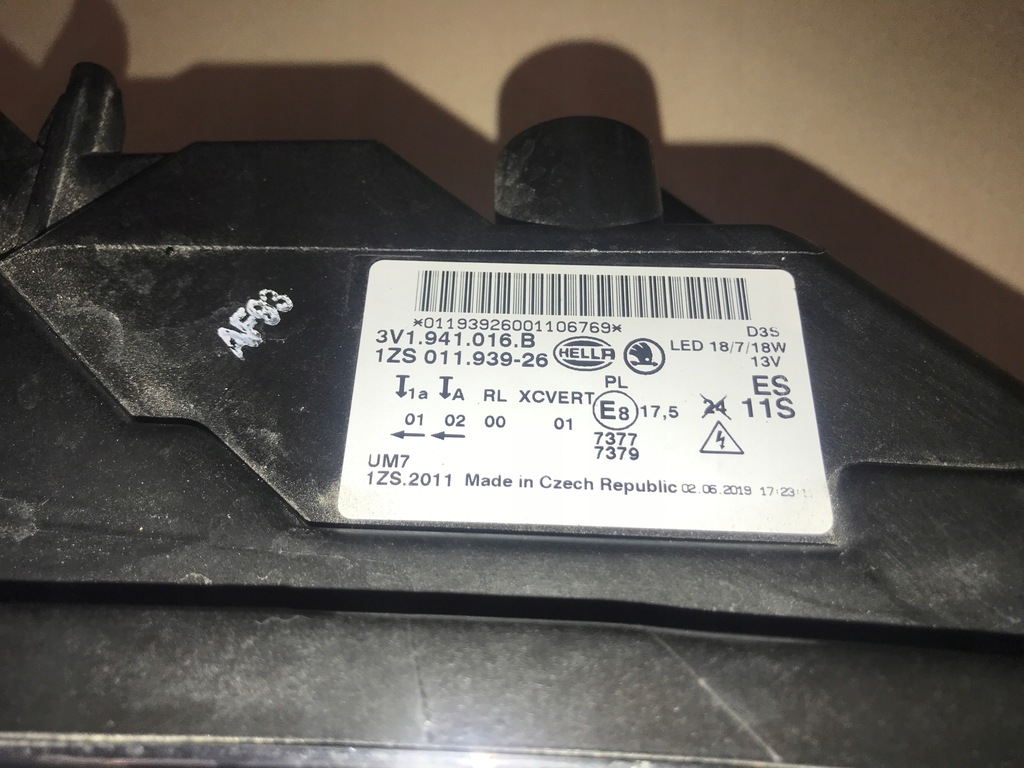 AF93
*01193926001106769*
3V1.941.016.B
1ZS 011.939-26
HELLA
D3S
LED 18/7/18W
13V
1a A RL XCVERT PL
01 02 00 01
E8 17,5
7377
7379
ES
24 11S
UM7
1ZS.2011 Made in Czech Republic 02.06.2019 17:23: